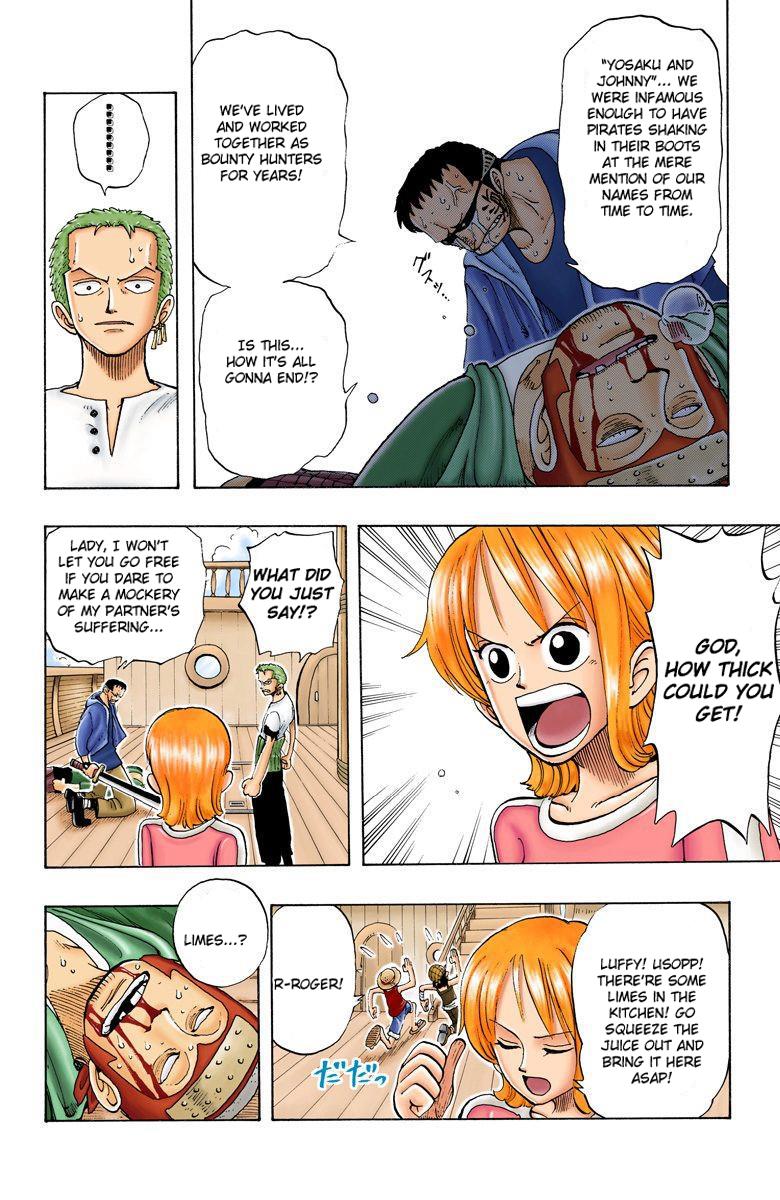 "YOSAKU AND
JOHNNY"... WE
WERE INFAMOUS
ENOUGH TO HAVE
PIRATES SHAKING
IN THEIR BOOTS
AT THE MERE
MENTION OF OUR
NAMES FROM
TIME TO TIME.
WE'VE LIVED
AND WORKED
TOGETHER AS
BOUNTY HUNTERS
FOR YEARS!
IS THIS...
HOW IT'S ALL
GONNA END!?
グスッ...
GOD,
HOW THICK
COULD YOU
GET!
WHAT DID
YOU JUST
SAY!?
LADY, I WON'T
LET YOU GO FREE
IF YOU DARE TO
MAKE A MOCKERY
OF MY PARTNER'S
SUFFERING...
LUFFY! USOPP!
THERE'RE SOME
LIMES IN THE
KITCHEN! GO
SQUEEZE THE
JUICE OUT AND
BRING IT HERE
ASAP!
R-ROGER!
だだっ
LIMES...?